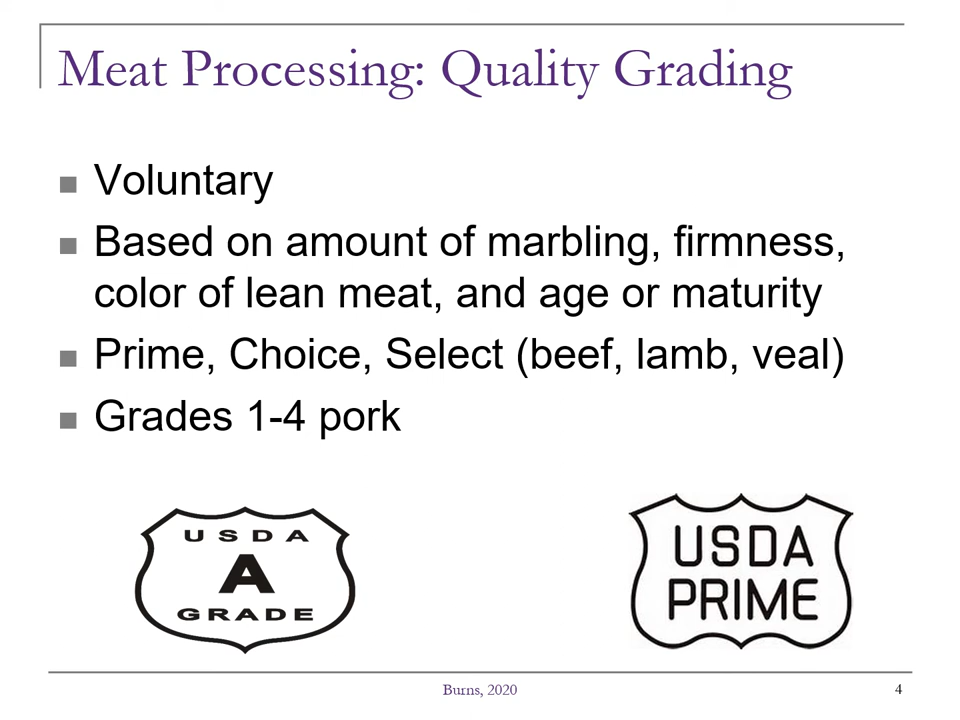 Meat Processing: Quality Grading
Voluntary
Based on amount of marbling, firmness,
color of lean meat, and age or maturity
Prime, Choice, Select (beef, lamb, veal)
Grades 1-4 pork
USDA
A
GRADE
USDA
PRIME
Burns, 2020
4